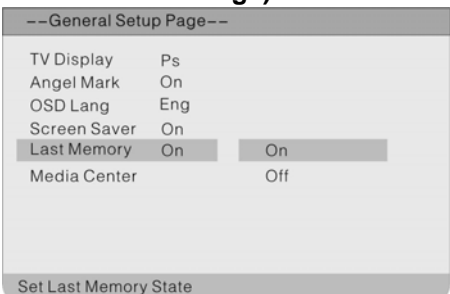 --General Setup Page--
TV Display Ps
Angel Mark On
OSD Lang Eng
Screen Saver On
Last Memory On On
Media Center Off
Set Last Memory State